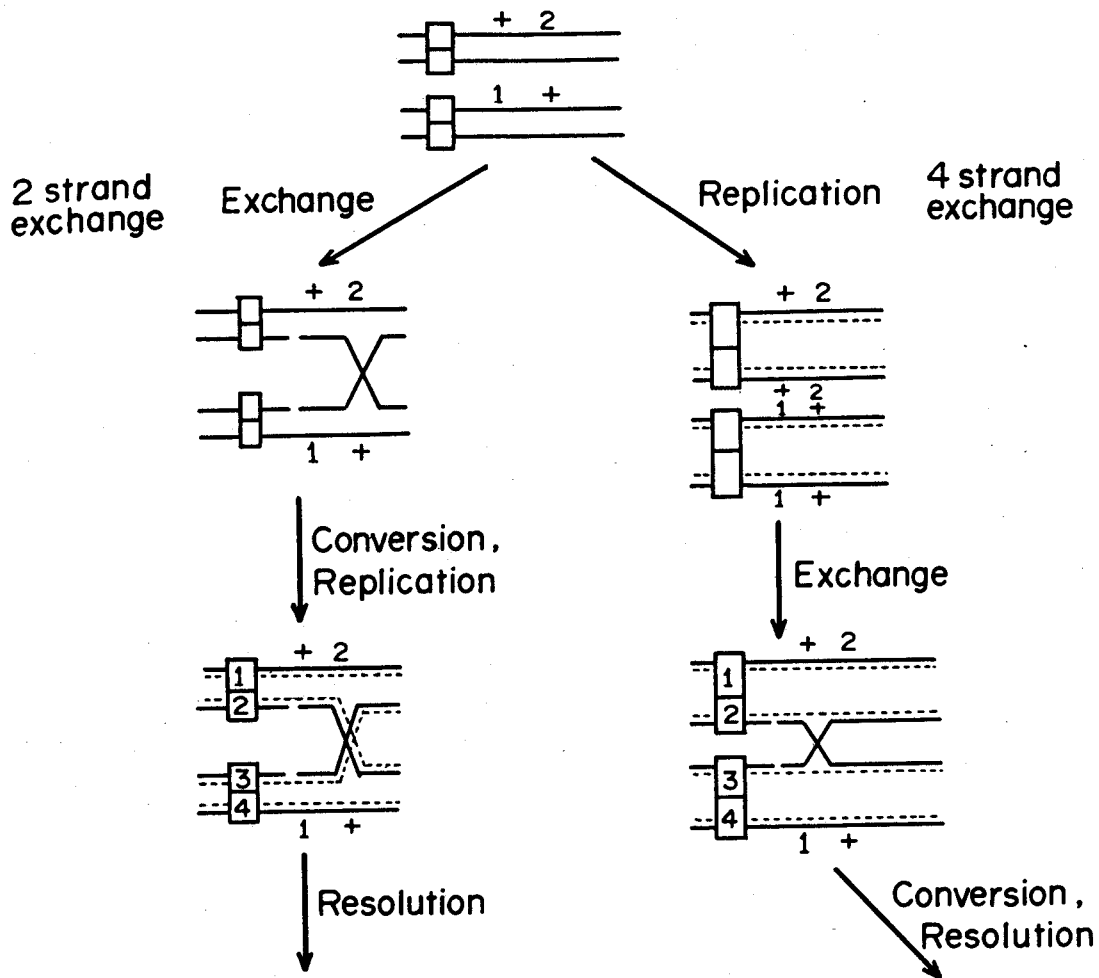 + 2
1 +
2 strand
exchange
Exchange
Replication
4 strand
exchange
+ 2
1 +
+ 2
+ 2
1 +
1 +
Conversion,
Replication
Exchange
+ 2
1
2
3
4
1 +
+ 2
1
2
3
4
1 +
Resolution
Conversion,
Resolution